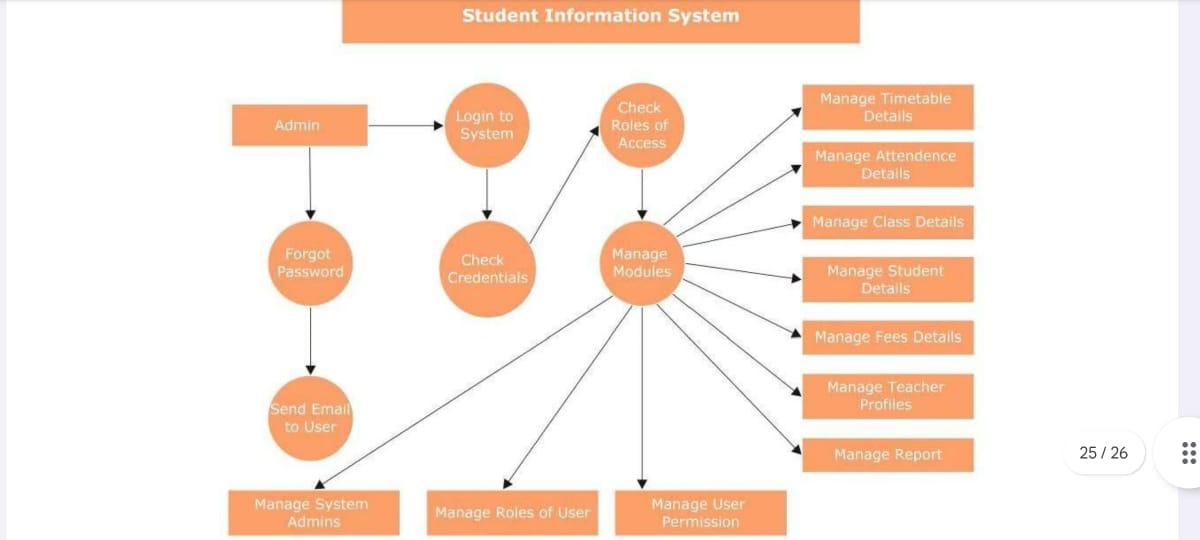 Student Information System
Admin
Login to
System
Check
Roles of
Access
Manage Timetable
Details
Manage Attendence
Details
Manage Class Details
Forgot
Password
Check
Credentials
Manage
Modules
Manage Student
Details
Manage Fees Details
Manage Teacher
Profiles
Send Email
to User
Manage Report
25 / 26
Manage System
Admins
Manage Roles of User
Manage User
Permission